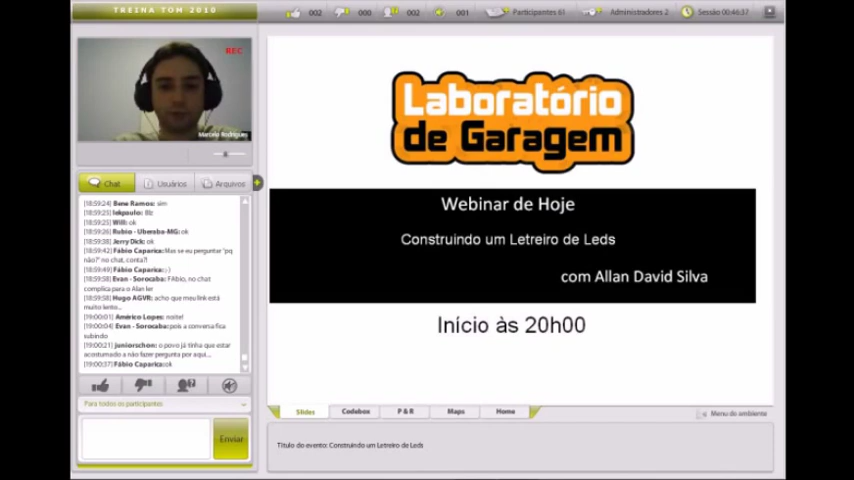 TREINA TOM 2010
002
000
002
001
Participantes 61
Administradores 2
Sessão 00:46:37
REC
Marcelo Rodrigues
Chat
Usuários
Arquivos
[18:59:24] Bene Ramos: sim
[18:59:25] lekpaulo: Blz
[18:59:25] Will: ok
[18:59:26] Rubio - Uberaba-MG:ok
[18:59:38] Jerry Dick: ok
[18:59:42] Fábio Caparica:Mas se eu perguntar "pq
não?" no chat, conta?!
[18:59:49] Fábio Caparica:;-)
[18:59:58] Evan - Sorocaba: FAbio, no chat
complica para o Alan ler
[18:59:58] Hugo AGVR: acho que meu link está
muito lento...
[19:00:01] Américo Lopes: noite!
[19:00:04] Evan - Sorocaba:pois a conversa fica
subindo
[19:00:21] juniorschon: o povo já tinha que estar
acostumado a não fazer pergunta por aqui...
[19:00:37] Fábio Caparica:ok
Para todos os participantes
Enviar
Laboratório
de Garagem
Webinar de Hoje
Construindo um Letreiro de Leds
com Allan David Silva
Início às 20h00
Slides
Codebox
P & R
Maps
Home
Menu do ambiente
Título do evento: Construindo um Letreiro de Leds